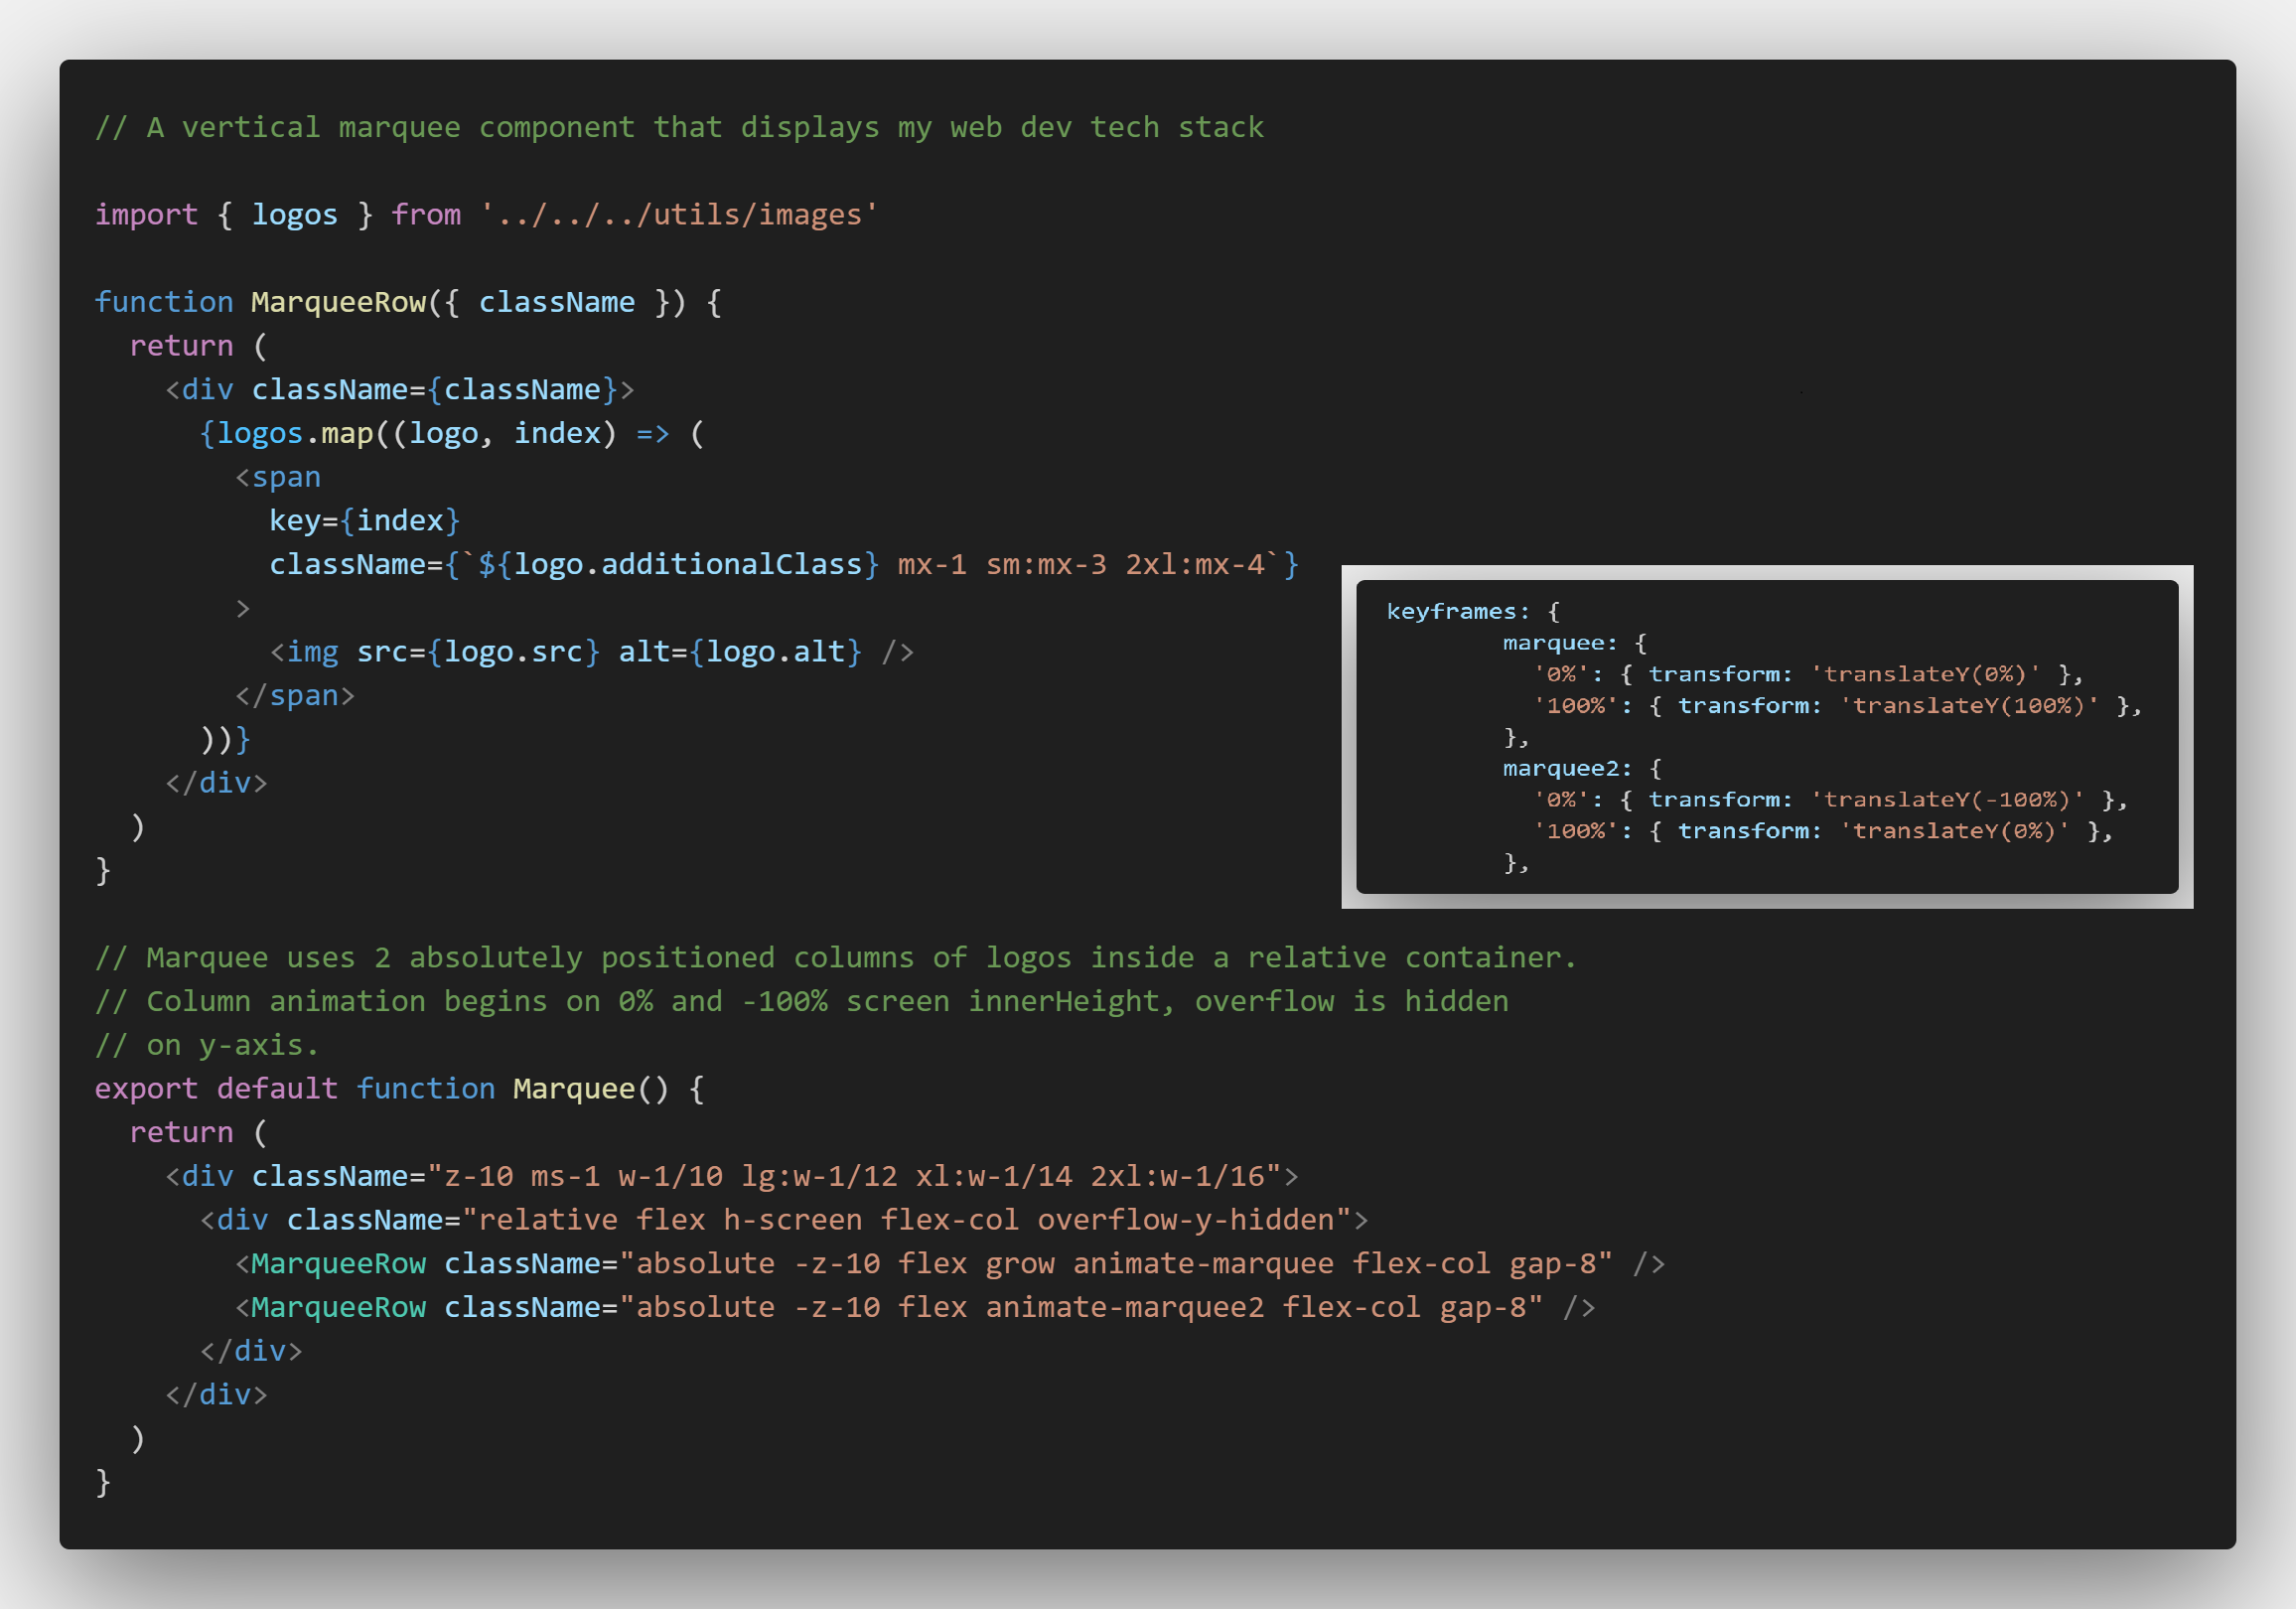 // A vertical marquee component that displays my web dev tech stack
import { logos } from '../../../utils/images'
function MarqueeRow({ className }) {
return (
<div className={className}>
{logos.map((logo, index) => (
<span
key={index}
className={`${logo.additionalClass} mx-1 sm:mx-3 2xl:mx-4`}
>
<img src={logo.src} alt={logo.alt} />
</span>
))}
</div>
)
}
keyframes: {
marquee: {
'0%': { transform: 'translateY(0%)' },
'100%': { transform: 'translateY(100%)' },
},
marquee2: {
'0%': { transform: 'translateY(-100%)' },
'100%': { transform: 'translateY(0%)' },
},
// Marquee uses 2 absolutely positioned columns of logos inside a relative container.
// Column animation begins on 0% and -100% screen innerHeight, overflow is hidden
// on y-axis.
export default function Marquee() {
return (
<div className="z-10 ms-1 w-1/10 lg:w-1/12 xl:w-1/14 2xl:w-1/16">
<div className="relative flex h-screen flex-col overflow-y-hidden">
<MarqueeRow className="absolute -z-10 flex grow animate-marquee flex-col gap-8" />
<MarqueeRow className="absolute -z-10 flex animate-marquee2 flex-col gap-8" />
</div>
</div>
)
}